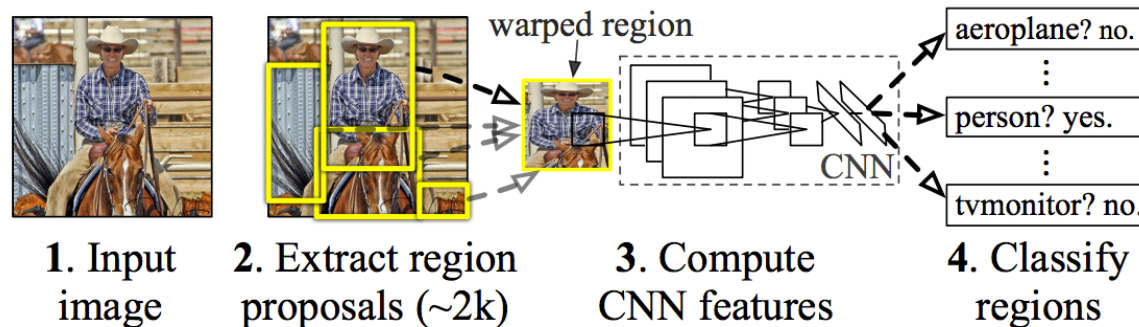 warped region
aeroplane? no.
⋮
person? yes.
CNN
⋮
tvmonitor? no.
1. Input
image
2. Extract region
proposals (~2k)
3. Compute
CNN features
4. Classify
regions